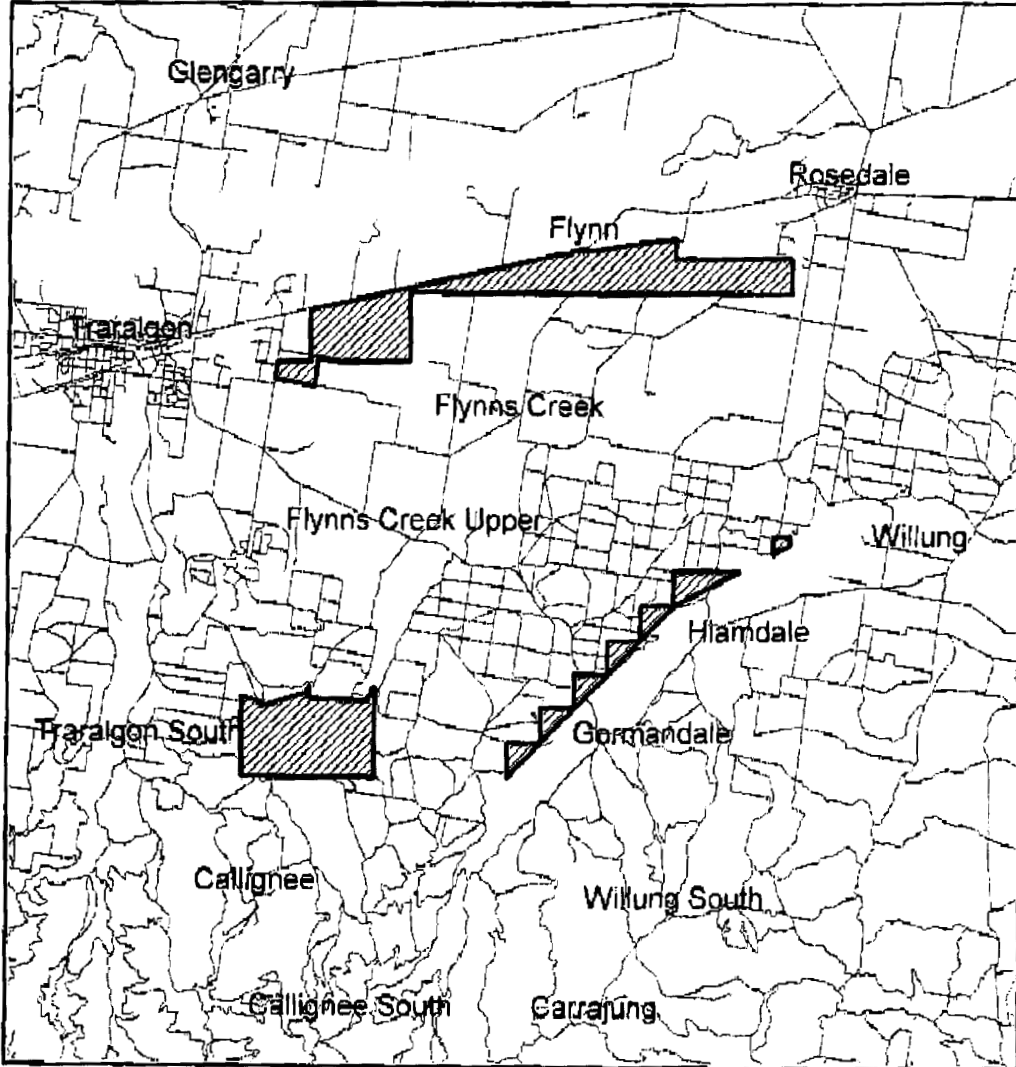 Glengarry
Rosedale
Flynn
Traralgon
Flynns Creek
Flynns Creek Upper
Willung
Hiamdale
Traralgon South
Gormandale
Callignee
Willung South
Callignee South
Carrajung